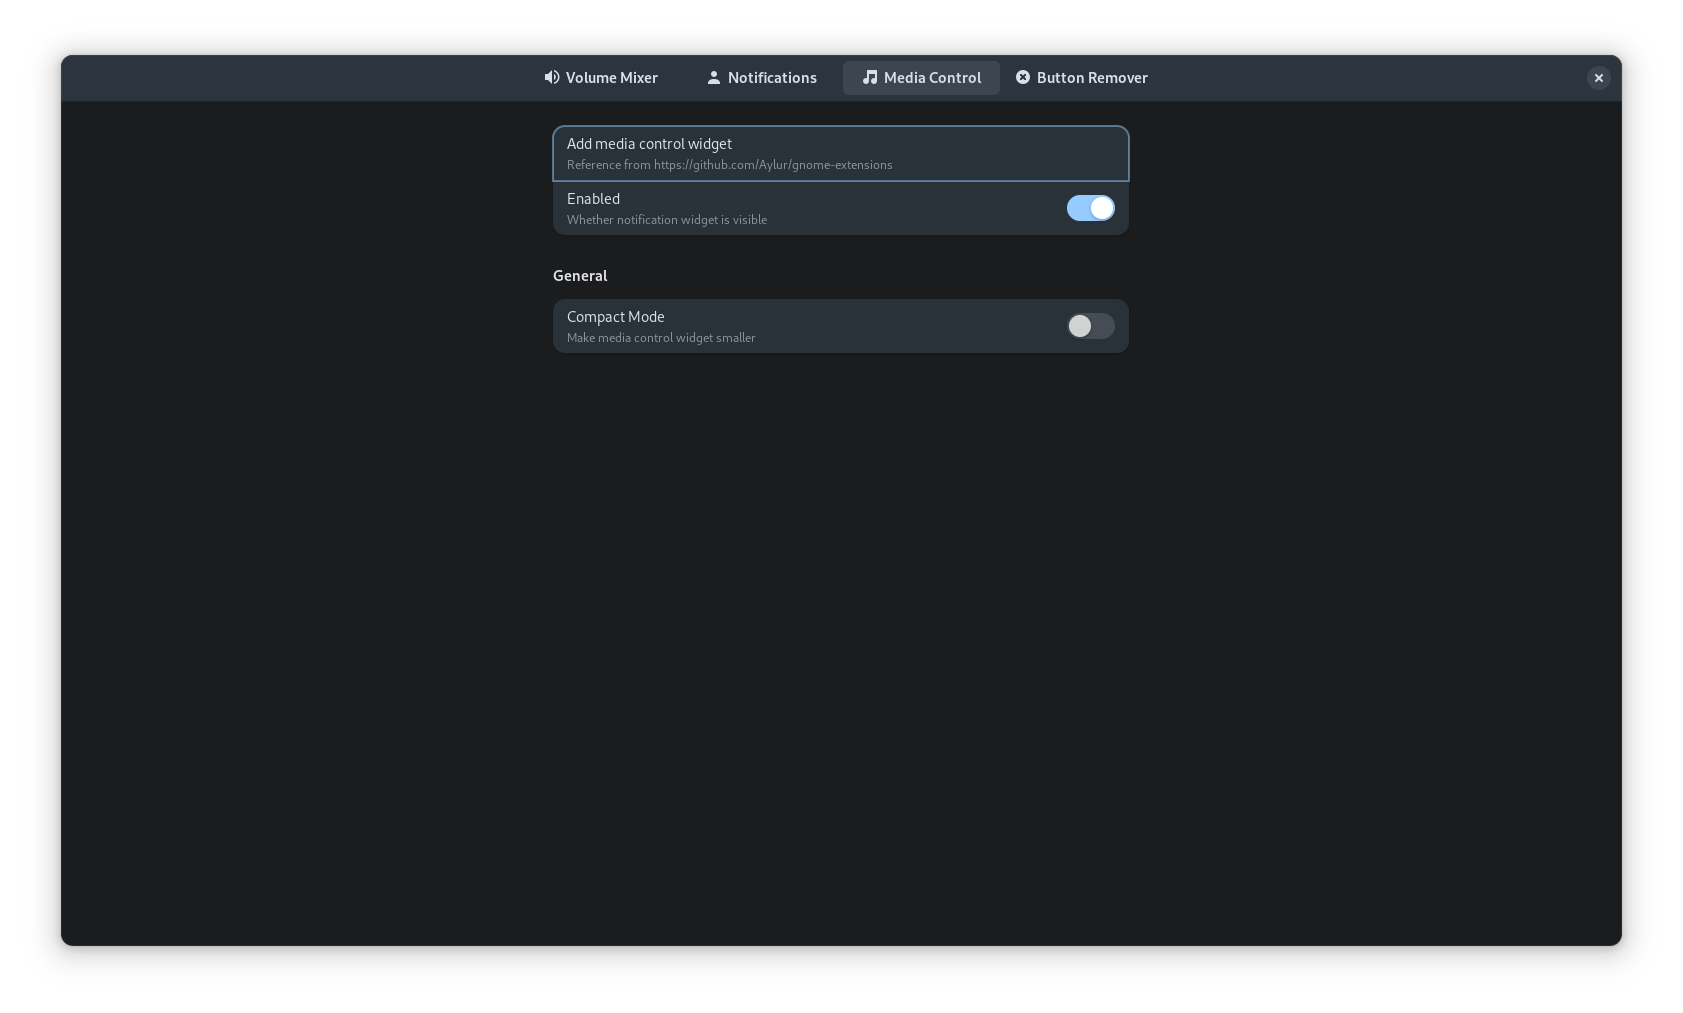 Volume Mixer
Notifications
Media Control
Button Remover
Add media control widget
Reference from https://github.com/Aylur/gnome-extensions
Enabled
Whether notification widget is visible
General
Compact Mode
Make media control widget smaller